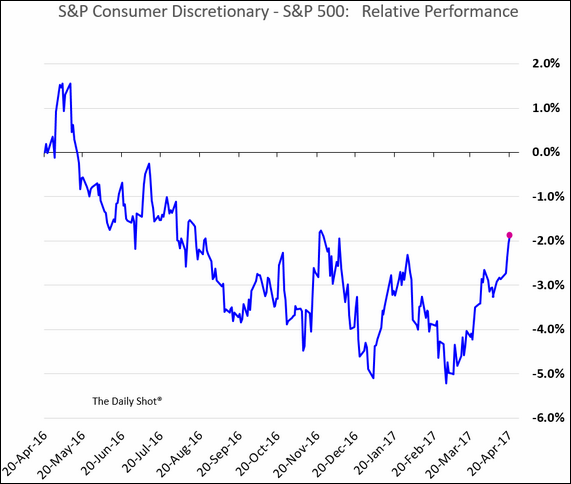 S&P Consumer Discretionary - S&P 500: Relative Performance
2.0%
1.0%
0.0%
-1.0%
-2.0%
-3.0%
-4.0%
-5.0%
-6.0%
The Daily Shot®
20-Apr-16
20-May-16
20-Jun-16
20-Jul-16
20-Aug-16
20-Sep-16
20-Oct-16
20-Nov-16
20-Dec-16
20-Jan-17
20-Feb-17
20-Mar-17
20-Apr-17